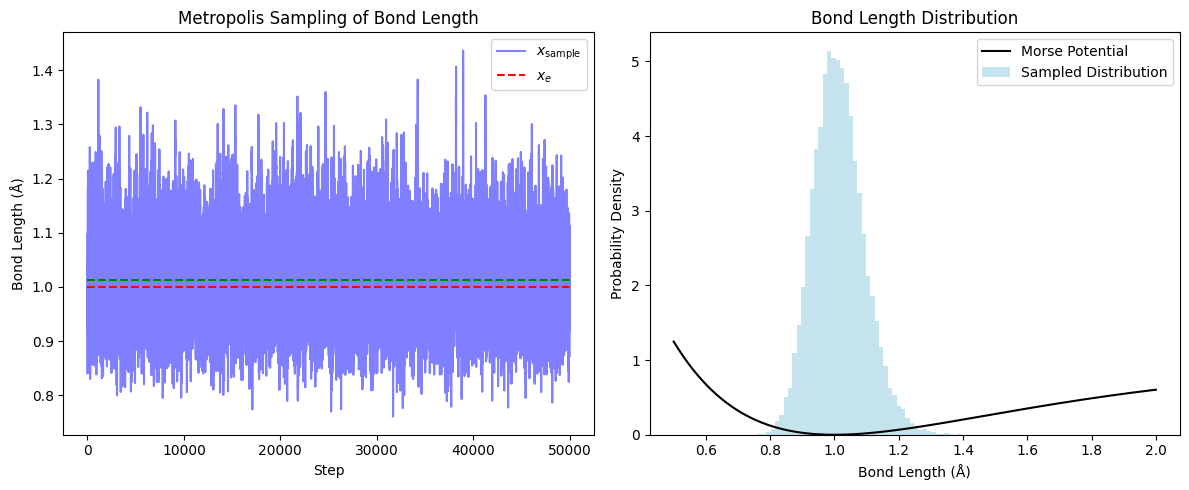 Metropolis Sampling of Bond Length
x_sample
x_e
Bond Length (Å)
1.4
1.3
1.2
1.1
1.0
0.9
0.8
0
10000
20000
30000
40000
50000
Step
Bond Length Distribution
Morse Potential
Sampled Distribution
Probability Density
5
4
3
2
1
0
0.6
0.8
1.0
1.2
1.4
1.6
1.8
2.0
Bond Length (Å)